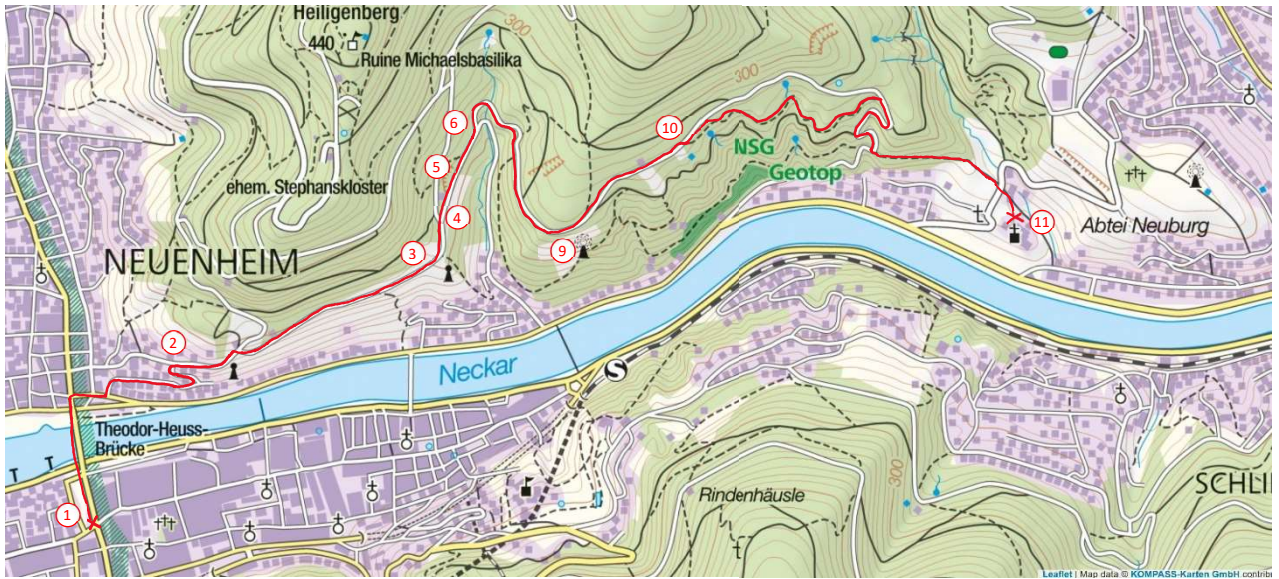 Heiligenberg
440
Ruine Michaelsbasilika
300
300
6
10
5
NSG
Geotop
ehem. Stephanskloster
4
11
Abtei Neuburg
3
9
NEUENHEIM
2
Neckar
S
Theodor-Heuss-
Brücke
T T
300
SCHLI
Rindenhäusle
1
Leaflet | Map data © KOMPASS-Karten GmbH contribu